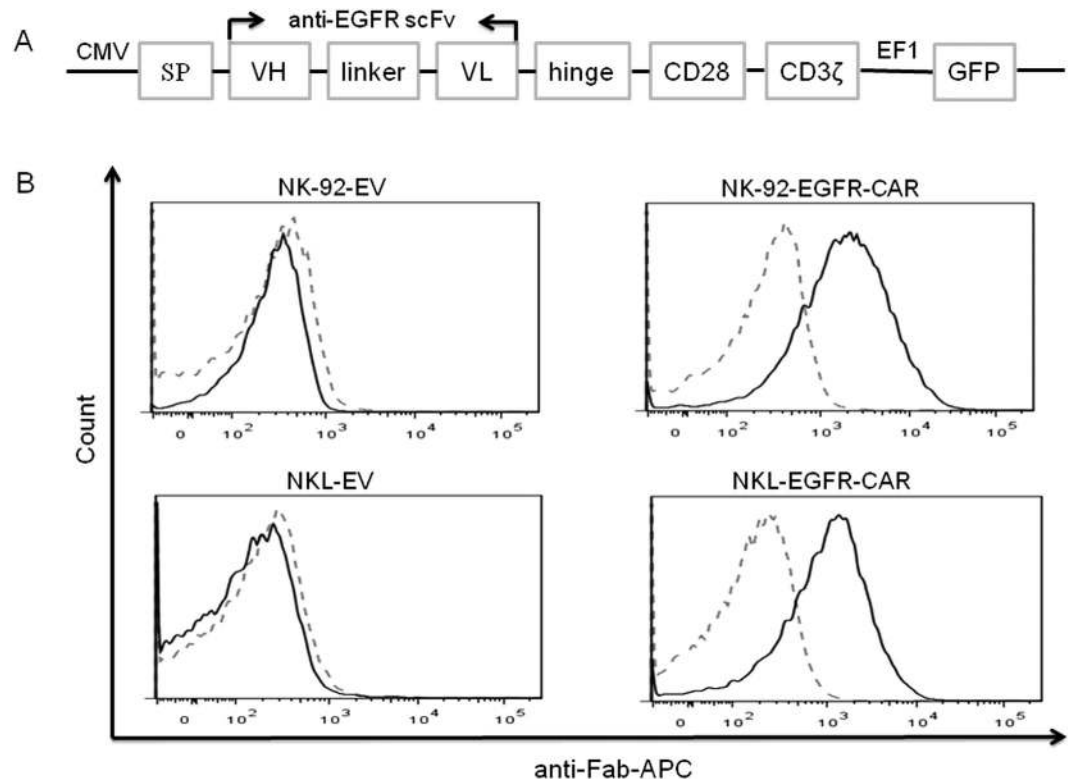 A
anti-EGFR scFv
CMV
SP
VH
linker
VL
hinge
CD28
CD3ζ
EF1
GFP
B
Count
NK-92-EV
0 10² 10³ 10⁴ 10⁵
NK-92-EGFR-CAR
0 10² 10³ 10⁴ 10⁵
NKL-EV
0 10² 10³ 10⁴ 10⁵
NKL-EGFR-CAR
0 10² 10³ 10⁴ 10⁵
anti-Fab-APC